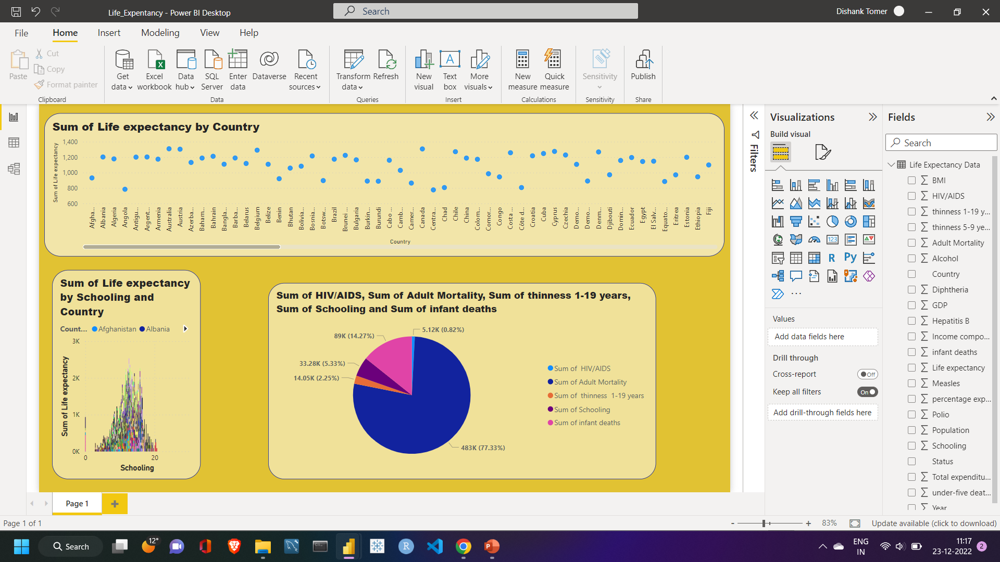 Life_Expentancy - Power BI Desktop
Search
Dishank Tomer
File Home Insert Modeling View Help
Paste
Cut
Copy
Format painter
Clipboard
Get data
Excel workbook
Data hub
SQL Server
Enter data
Dataverse
Recent sources
Data
Transform data
Refresh
Queries
New visual
Text box
More visuals
Insert
New measure
Quick measure
Calculations
Sensitivity
Sensitivity
Publish
Share
Sum of Life expectancy by Country
Sum of Life expectancy
1,400
1,200
1,000
800
600
Afgha...
Albania
Algeria
Angola
Antigu...
Argent...
Armenia
Australia
Austria
Azerba...
Baham...
Bahrain
Bangla...
Barba...
Belarus
Belgium
Belize
Benin
Bhutan
Bolivia...
Bosnia...
Botsw...
Brazil
Brunei ...
Bulgaria
Burkin...
Burundi
Cabo ...
Camb...
Camer...
Canada
Centra...
Chad
Chile
China
Colom...
Comor...
Congo
Costa ...
Côte d...
Croatia
Cuba
Cyprus
Czechia
Demo...
Demo...
Denm...
Djibouti
Domin...
Ecuador
Egypt
El Salv...
Equato...
Eritrea
Estonia
Ethiopia
Fiji
Country
Sum of Life expectancy
by Schooling and
Country
Count... Afghanistan Albania
Sum of Life expectancy
3K
2K
1K
0K
0 20
Schooling
Sum of HIV/AIDS, Sum of Adult Mortality, Sum of thinness 1-19 years,
Sum of Schooling and Sum of infant deaths
5.12K (0.82%)
89K (14.27%)
33.28K (5.33%)
14.05K (2.25%)
483K (77.33%)
Sum of HIV/AIDS
Sum of Adult Mortality
Sum of thinness 1-19 years
Sum of Schooling
Sum of infant deaths
Filters
Visualizations
Build visual
123
R
Py
...
Values
Add data fields here
Drill through
Cross-report Off
Keep all filters On
Add drill-through fields here
Fields
Search
Life Expectancy Data
BMI
HIV/AIDS
thinness 1-19 y...
thinness 5-9 ye...
Adult Mortality
Alcohol
Country
Diphtheria
GDP
Hepatitis B
Income compo...
infant deaths
Life expectancy
Measles
percentage exp...
Polio
Population
Schooling
Status
Total expenditu...
under-five deat...
Year
Page 1
Page 1 of 1
- + 83%
Update available (click to download)
Search
12°
ENG
IN
11:17
23-12-2022
2